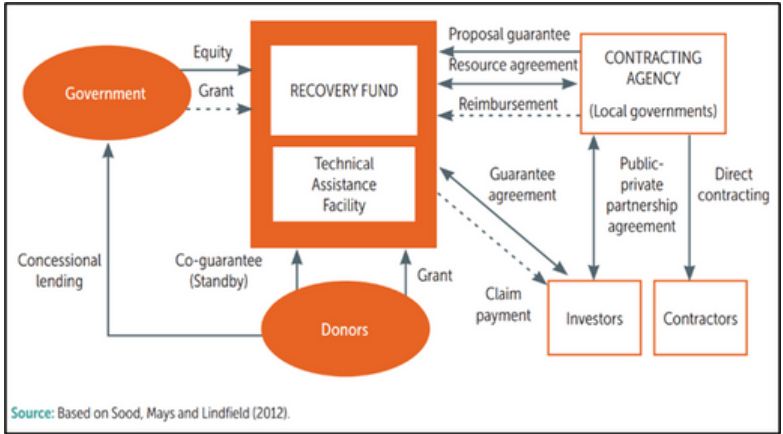 Government
Equity
Grant
RECOVERY FUND
Technical
Assistance
Facility
Proposal guarantee
Resource agreement
Reimbursement
CONTRACTING
AGENCY
(Local governments)
Guarantee
agreement
Public-
private
partnership
agreement
Direct
contracting
Concessional
lending
Co-guarantee
(Standby)
Grant
Claim
payment
Donors
Investors
Contractors
Source: Based on Sood, Mays and Lindfield (2012).